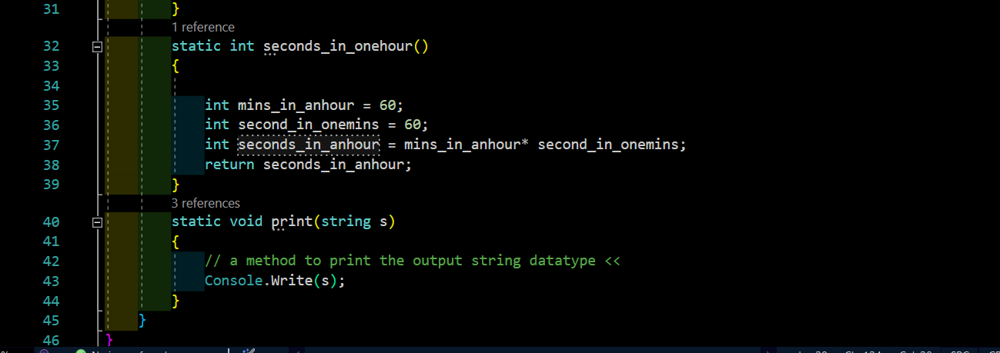 31 }
1 reference
32 static int seconds_in_onehour()
33 {
34
35 int mins_in_anhour = 60;
36 int second_in_onemins = 60;
37 int seconds_in_anhour = mins_in_anhour* second_in_onemins;
38 return seconds_in_anhour;
39 }
3 references
40 static void print(string s)
41 {
42 // a method to print the output string datatype <<
43 Console.Write(s);
44 }
45 }
46 }